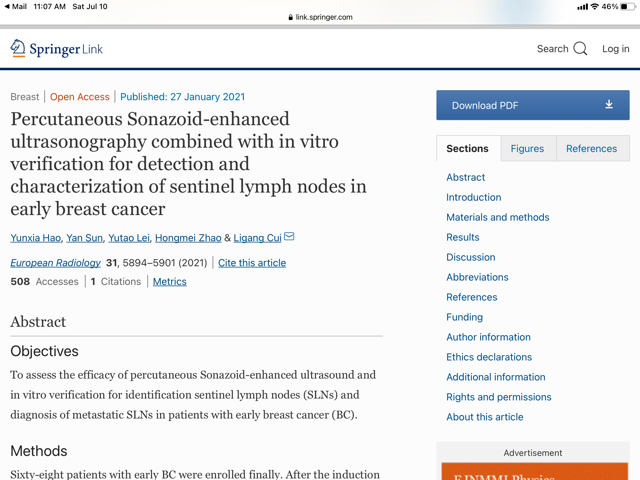 Mail 11:07 AM Sat Jul 10 46%
link.springer.com
Springer Link Search Log in
Breast | Open Access | Published: 27 January 2021
Percutaneous Sonazoid-enhanced
ultrasonography combined with in vitro
verification for detection and
characterization of sentinel lymph nodes in
early breast cancer
Yunxia Hao, Yan Sun, Yutao Lei, Hongmei Zhao & Ligang Cui
European Radiology 31, 5894–5901 (2021) | Cite this article
508 Accesses | 1 Citations | Metrics
Abstract
Objectives
To assess the efficacy of percutaneous Sonazoid-enhanced ultrasound and
in vitro verification for identification sentinel lymph nodes (SLNs) and
diagnosis of metastatic SLNs in patients with early breast cancer (BC).
Methods
Sixty-eight patients with early BC were enrolled finally. After the induction
Download PDF
Sections Figures References
Abstract
Introduction
Materials and methods
Results
Discussion
Abbreviations
References
Funding
Author information
Ethics declarations
Additional information
Rights and permissions
About this article
Advertisement
EJNMMI Physics